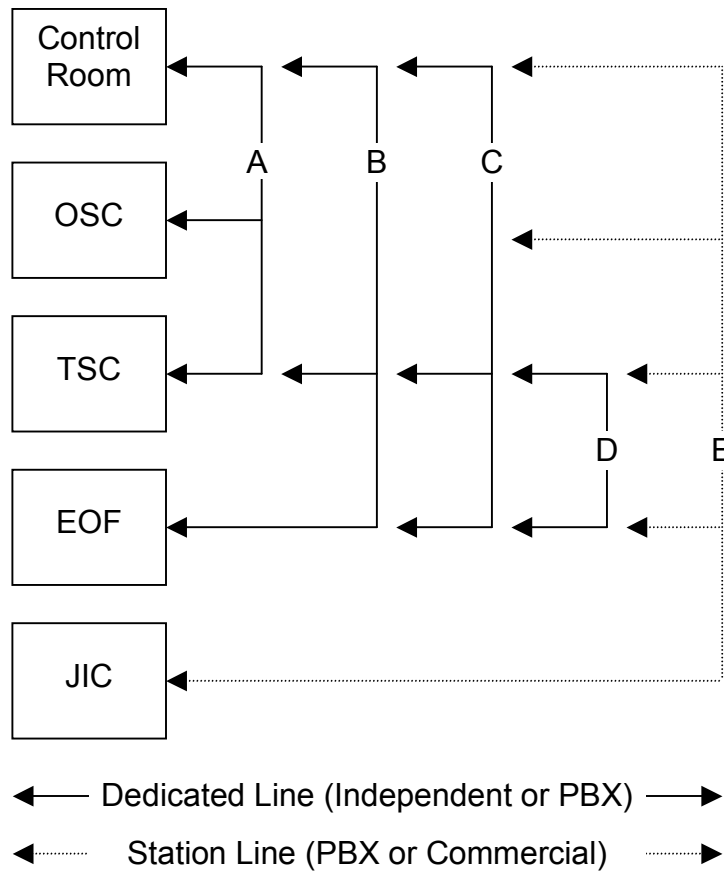 Control
Room
A
B
C
OSC
TSC
D
E
EOF
JIC
Dedicated Line (Independent or PBX)
Station Line (PBX or Commercial)